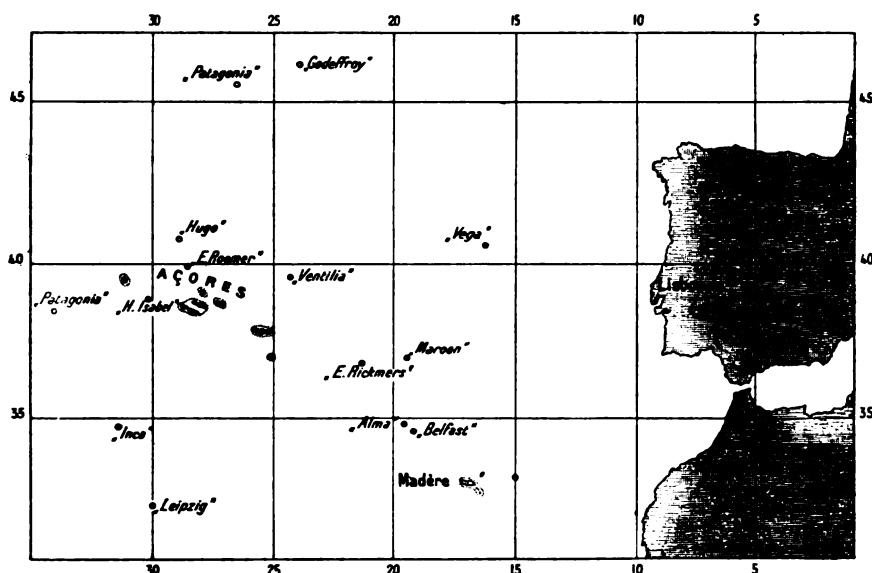 30 25 20 15 10 5
„Patagonia“ „Godeffroy“
45 45
„Hugo“
„Vega“
„E.Roemer“
40 40
AÇORES
„Ventilia“
„Patagonia“
„H. Isabel“
„Maroon“
„E. Rickmers“
35 35
„Inca“
„Alma“
„Belfast“
Madère
„Leipzig“
30 25 20 15 10 5